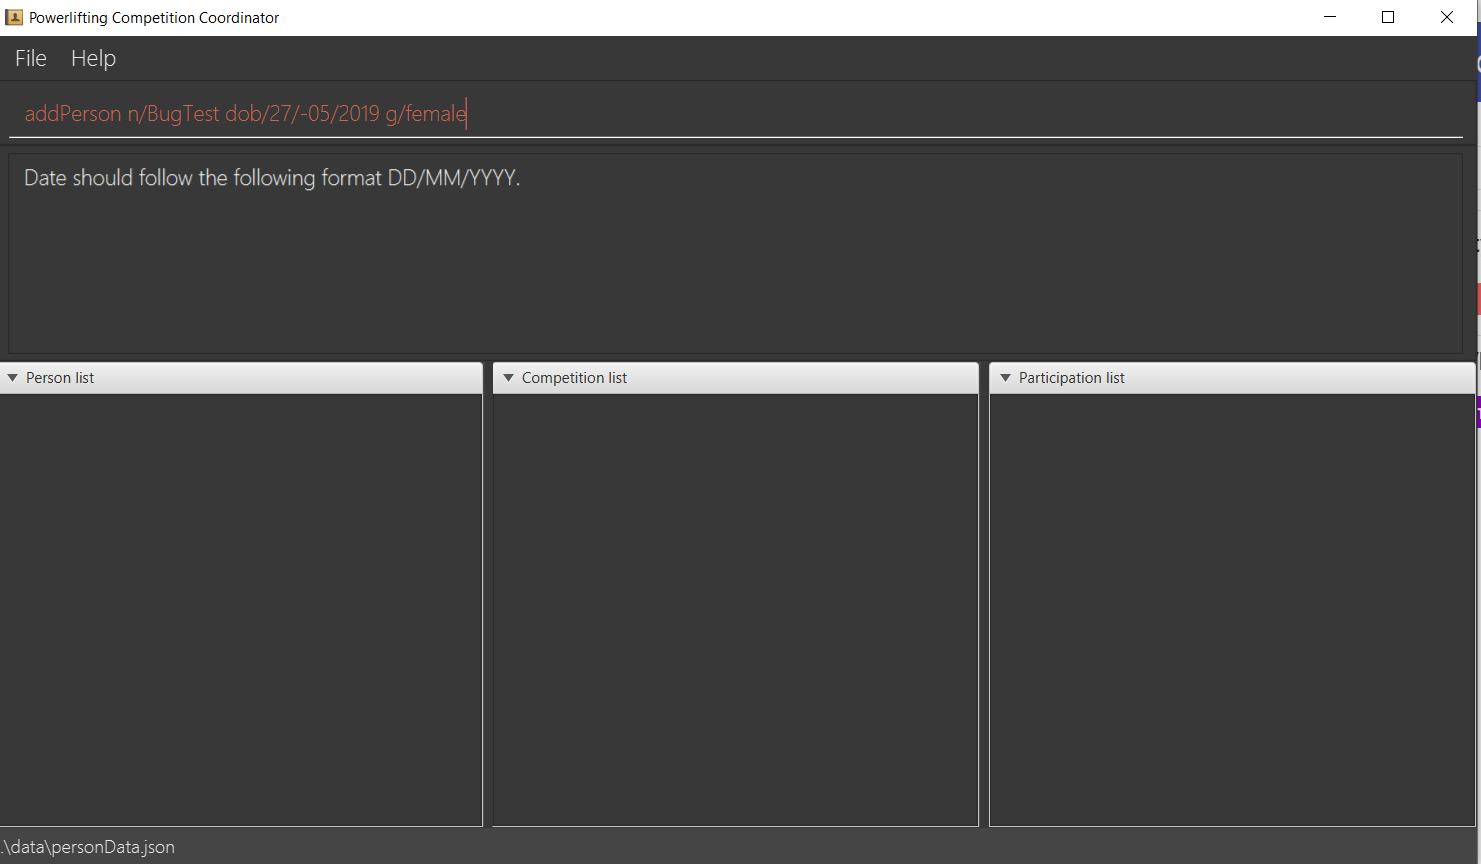 Powerlifting Competition Coordinator
File Help
addPerson n/BugTest dob/27/-05/2019 g/female
Date should follow the following format DD/MM/YYYY.
Person list
Competition list
Participation list
.\data\personData.json